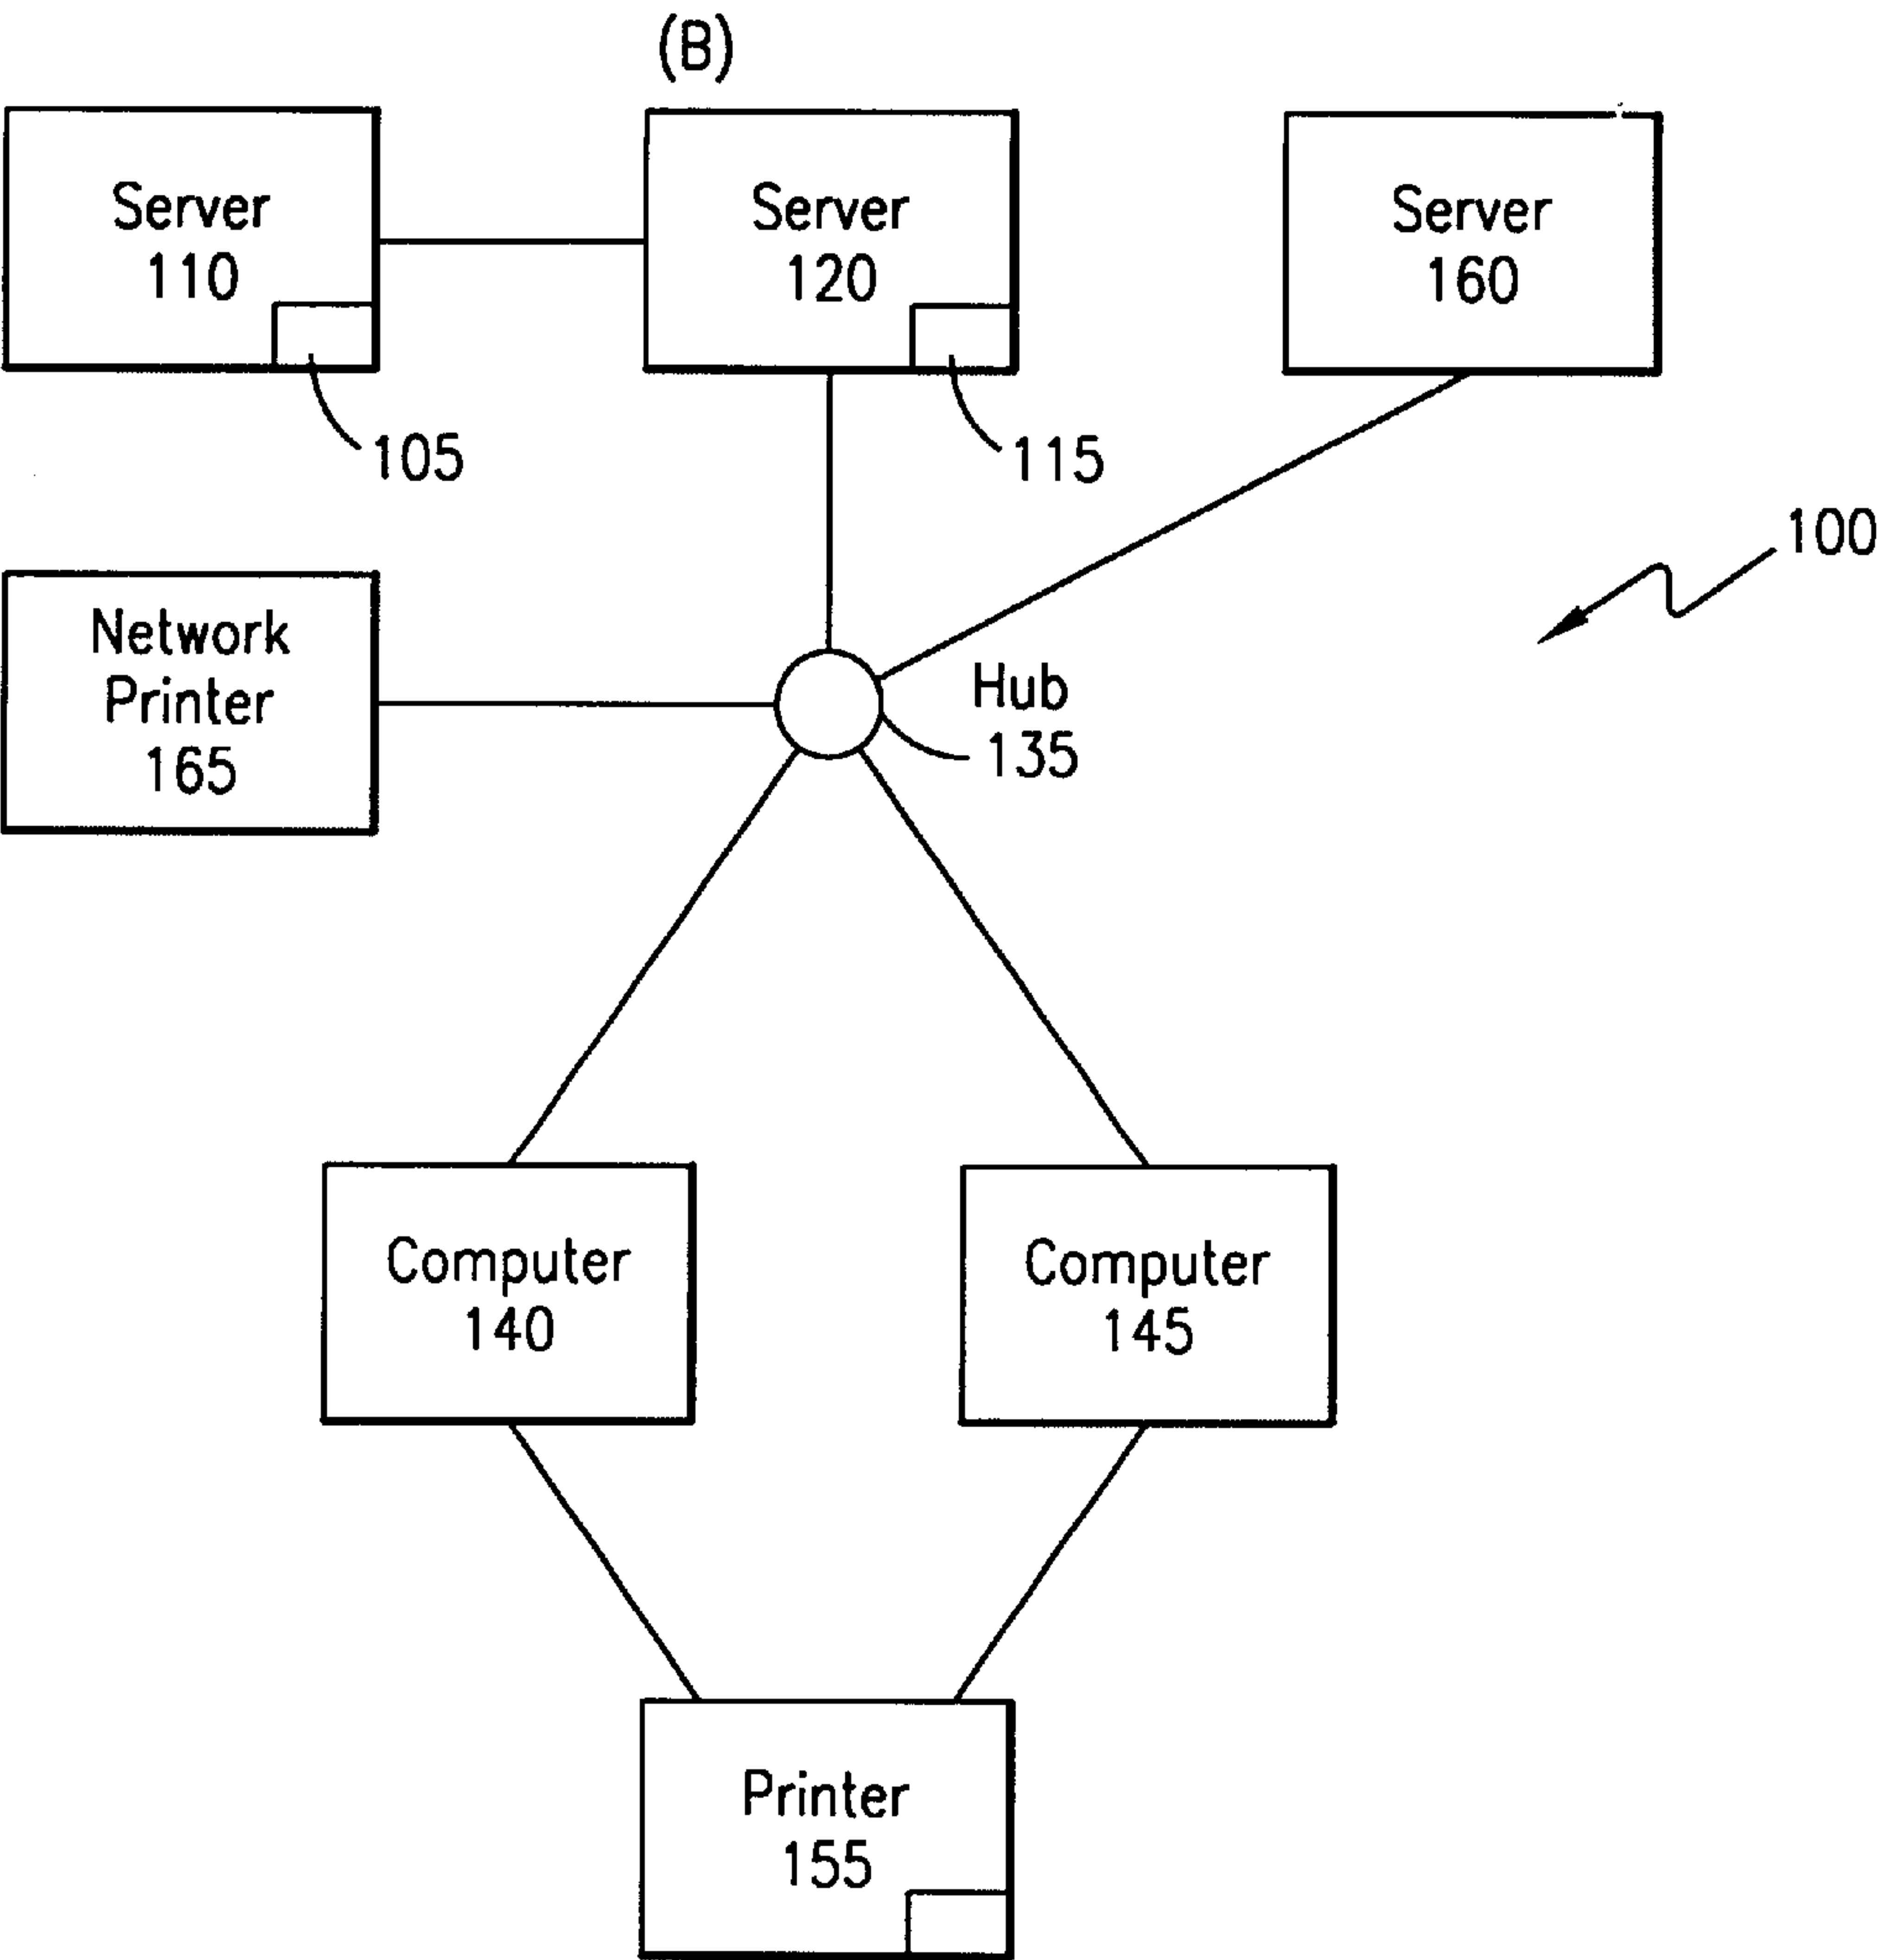 (B)
Server
110
Server
120
Server
160
105
115
100
Network
Printer
165
Hub
135
Computer
140
Computer
145
Printer
155